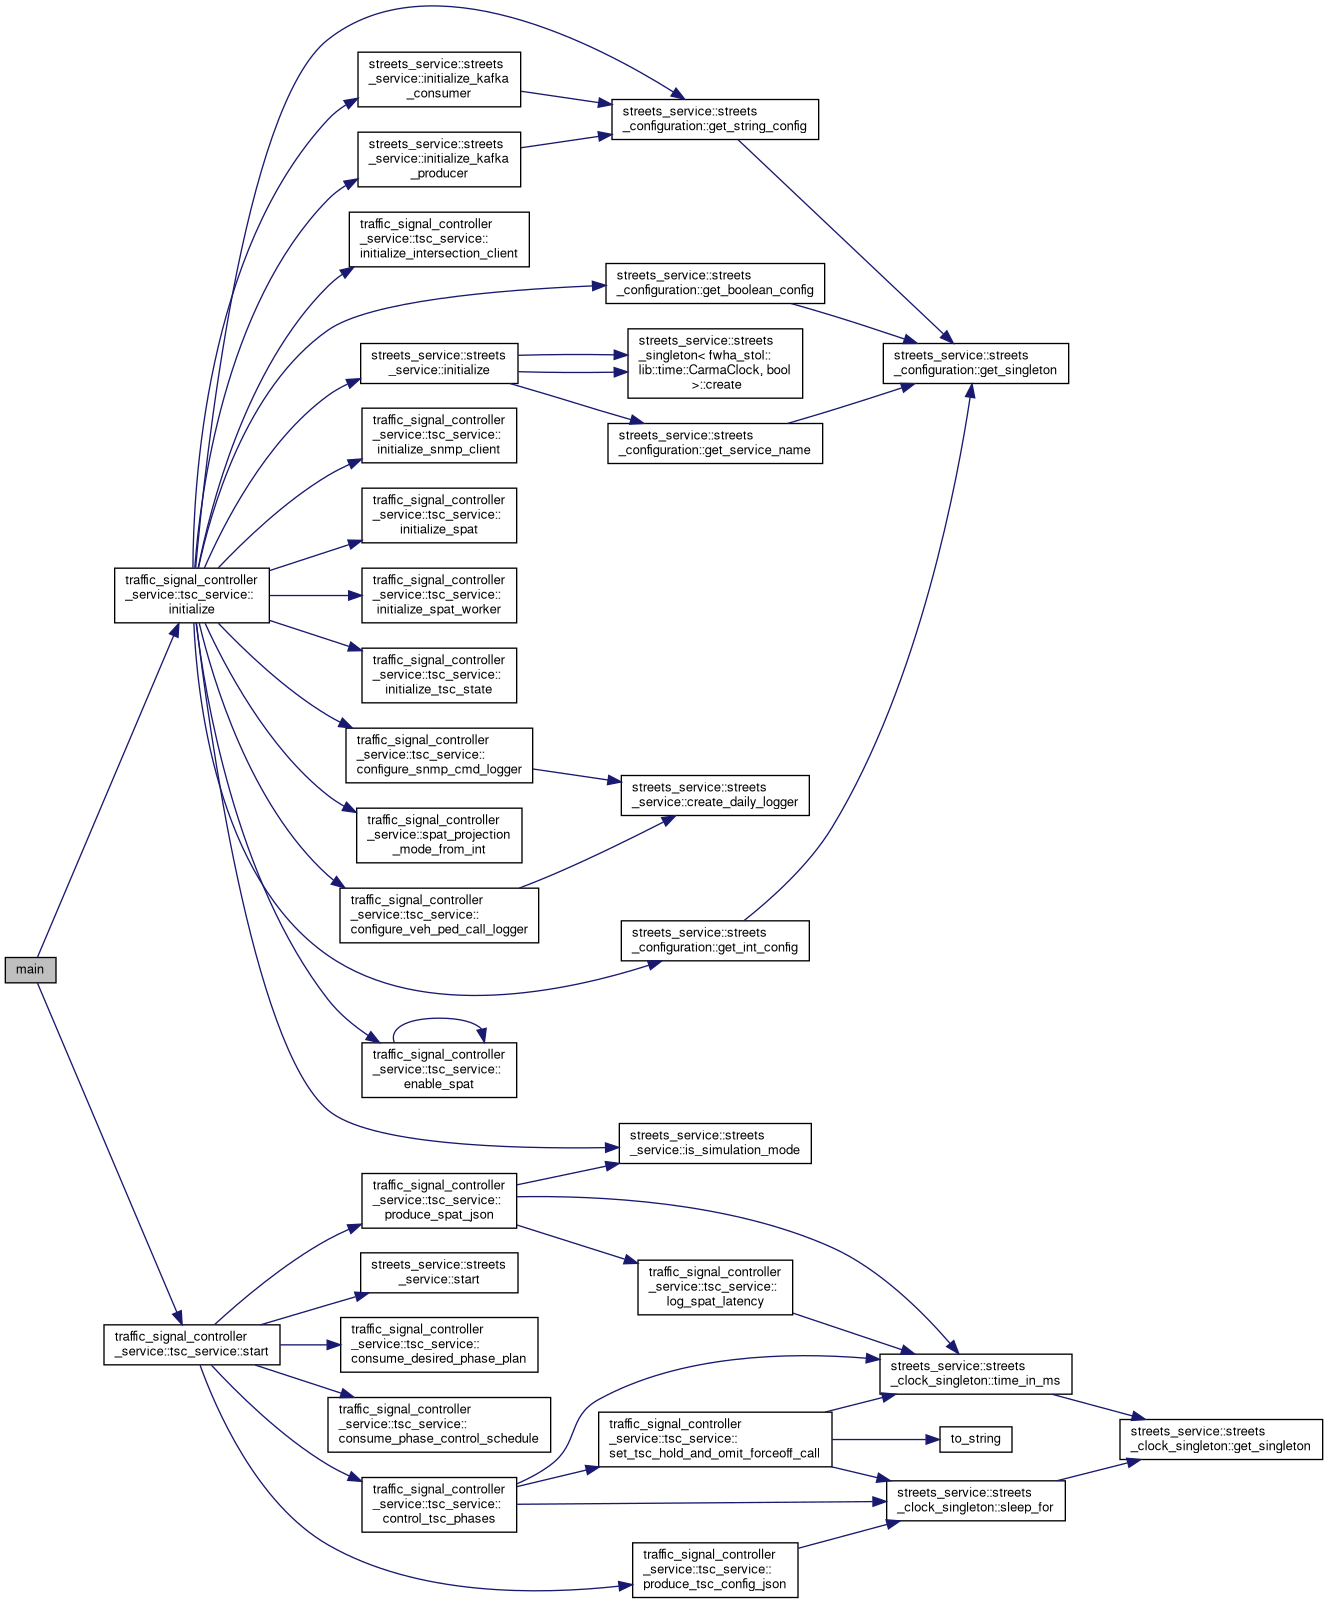 streets_service::streets
_service::initialize_kafka
_consumer
streets_service::streets
_configuration::get_string_config
streets_service::streets
_service::initialize_kafka
_producer
traffic_signal_controller
_service::tsc_service::
initialize_intersection_client
streets_service::streets
_configuration::get_boolean_config
streets_service::streets
_service::initialize
streets_service::streets
_singleton< fwha_stol::
lib::time::CarmaClock, bool
>::create
streets_service::streets
_configuration::get_singleton
traffic_signal_controller
_service::tsc_service::
initialize_snmp_client
streets_service::streets
_configuration::get_service_name
traffic_signal_controller
_service::tsc_service::
initialize_spat
traffic_signal_controller
_service::tsc_service::
initialize
traffic_signal_controller
_service::tsc_service::
initialize_spat_worker
traffic_signal_controller
_service::tsc_service::
initialize_tsc_state
traffic_signal_controller
_service::tsc_service::
configure_snmp_cmd_logger
streets_service::streets
_service::create_daily_logger
traffic_signal_controller
_service::spat_projection
_mode_from_int
traffic_signal_controller
_service::tsc_service::
configure_veh_ped_call_logger
streets_service::streets
_configuration::get_int_config
main
traffic_signal_controller
_service::tsc_service::
enable_spat
streets_service::streets
_service::is_simulation_mode
traffic_signal_controller
_service::tsc_service::
produce_spat_json
streets_service::streets
_service::start
traffic_signal_controller
_service::tsc_service::
log_spat_latency
traffic_signal_controller
_service::tsc_service::start
traffic_signal_controller
_service::tsc_service::
consume_desired_phase_plan
streets_service::streets
_clock_singleton::time_in_ms
traffic_signal_controller
_service::tsc_service::
consume_phase_control_schedule
traffic_signal_controller
_service::tsc_service::
set_tsc_hold_and_omit_forceoff_call
to_string
streets_service::streets
_clock_singleton::get_singleton
traffic_signal_controller
_service::tsc_service::
control_tsc_phases
streets_service::streets
_clock_singleton::sleep_for
traffic_signal_controller
_service::tsc_service::
produce_tsc_config_json